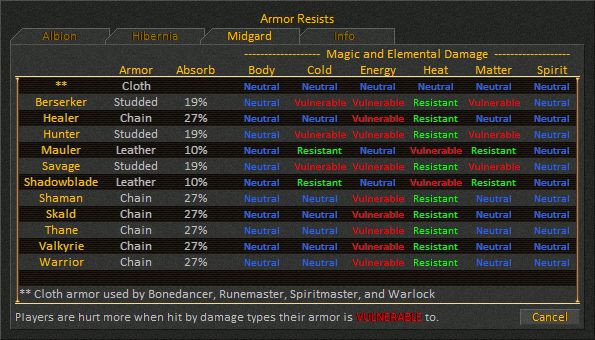 Armor Resists
Albion Hibernia Midgard Info
Magic and Elemental Damage
Armor Absorb Body Cold Energy Heat Matter Spirit
** Cloth Neutral Neutral Neutral Neutral Neutral Neutral
Berserker Studded 19% Neutral Vulnerable Vulnerable Resistant Vulnerable Neutral
Healer Chain 27% Neutral Neutral Vulnerable Resistant Neutral Neutral
Hunter Studded 19% Neutral Vulnerable Vulnerable Resistant Vulnerable Neutral
Mauler Leather 10% Neutral Resistant Neutral Vulnerable Resistant Neutral
Savage Studded 19% Neutral Vulnerable Vulnerable Resistant Vulnerable Neutral
Shadowblade Leather 10% Neutral Resistant Neutral Vulnerable Resistant Neutral
Shaman Chain 27% Neutral Neutral Vulnerable Resistant Neutral Neutral
Skald Chain 27% Neutral Neutral Vulnerable Resistant Neutral Neutral
Thane Chain 27% Neutral Neutral Vulnerable Resistant Neutral Neutral
Valkyrie Chain 27% Neutral Neutral Vulnerable Resistant Neutral Neutral
Warrior Chain 27% Neutral Neutral Vulnerable Resistant Neutral Neutral
** Cloth armor used by Bonedancer, Runemaster, Spiritmaster, and Warlock
Players are hurt more when hit by damage types their armor is VULNERABLE to. Cancel